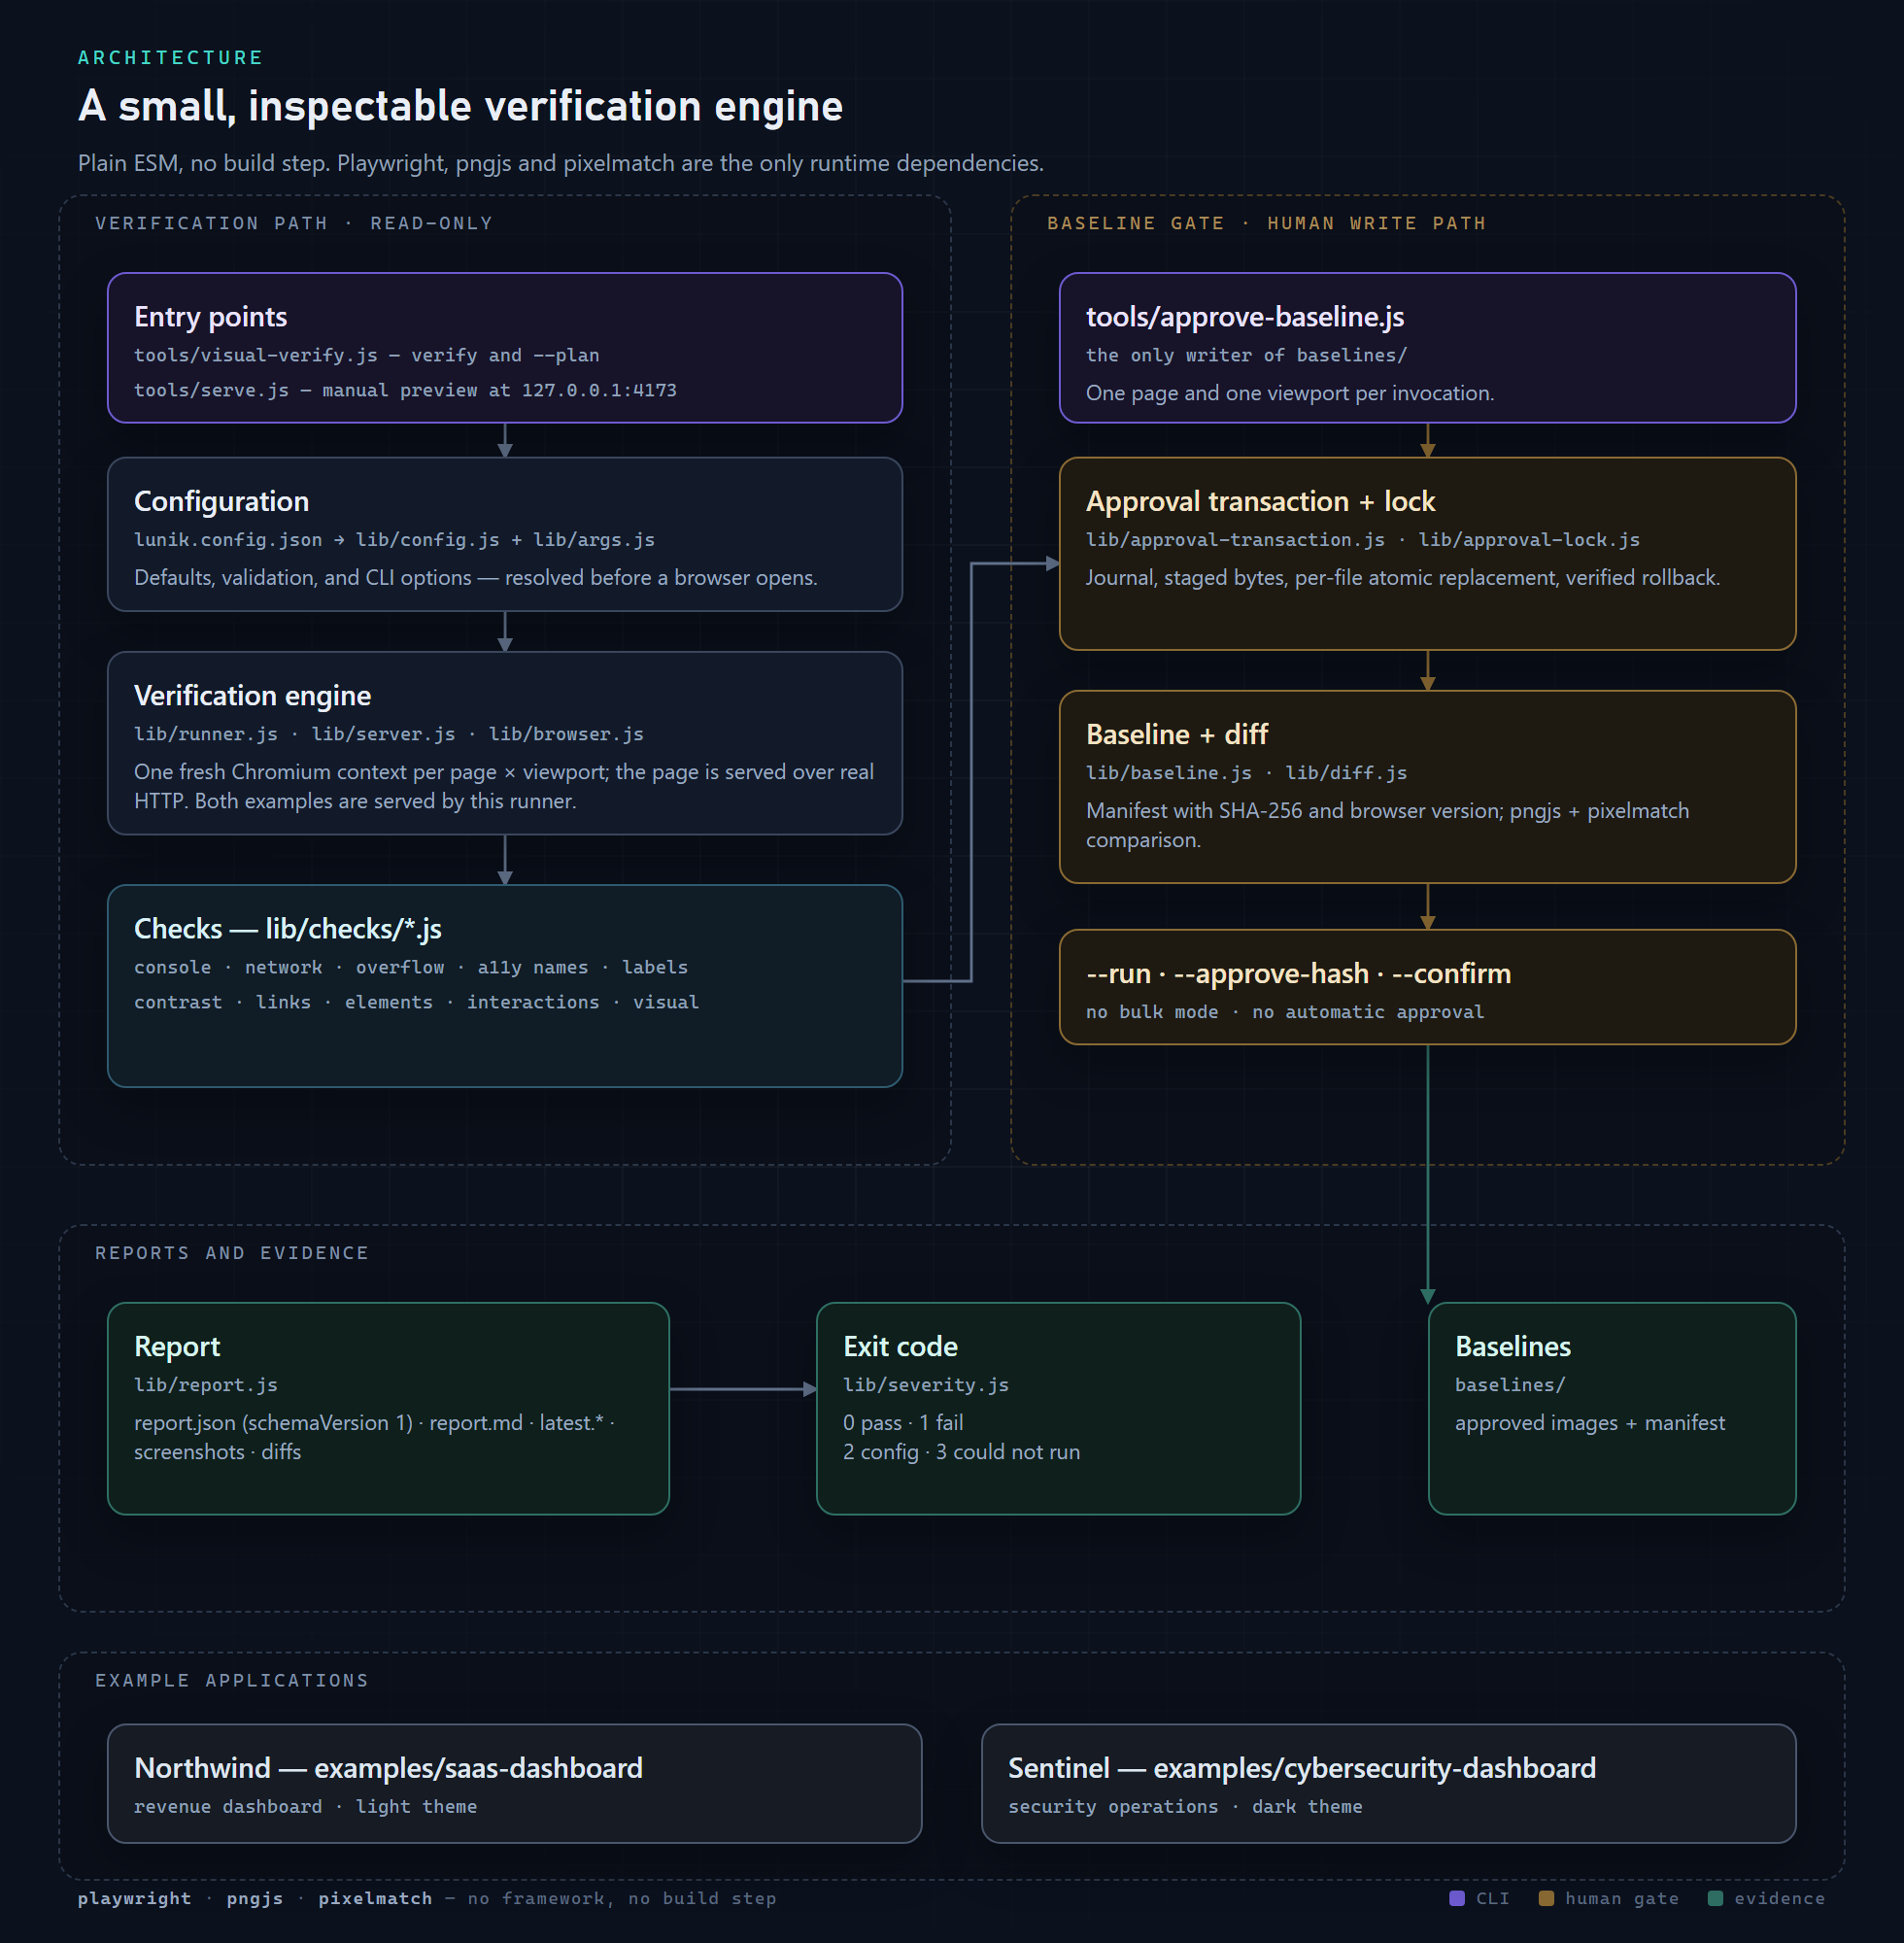 ARCHITECTURE
A small, inspectable verification engine
Plain ESM, no build step. Playwright, pngjs and pixelmatch are the only runtime dependencies.
VERIFICATION PATH · READ-ONLY
Entry points
tools/visual-verify.js — verify and --plan
tools/serve.js — manual preview at 127.0.0.1:4173
Configuration
lunik.config.json → lib/config.js + lib/args.js
Defaults, validation, and CLI options — resolved before a browser opens.
Verification engine
lib/runner.js · lib/server.js · lib/browser.js
One fresh Chromium context per page × viewport; the page is served over real
HTTP. Both examples are served by this runner.
Checks — lib/checks/*.js
console · network · overflow · a11y names · labels
contrast · links · elements · interactions · visual
BASELINE GATE · HUMAN WRITE PATH
tools/approve-baseline.js
the only writer of baselines/
One page and one viewport per invocation.
Approval transaction + lock
lib/approval-transaction.js · lib/approval-lock.js
Journal, staged bytes, per-file atomic replacement, verified rollback.
Baseline + diff
lib/baseline.js · lib/diff.js
Manifest with SHA-256 and browser version; pngjs + pixelmatch
comparison.
--run · --approve-hash · --confirm
no bulk mode · no automatic approval
REPORTS AND EVIDENCE
Report
lib/report.js
report.json (schemaVersion 1) · report.md · latest.* ·
screenshots · diffs
Exit code
lib/severity.js
0 pass · 1 fail
2 config · 3 could not run
Baselines
baselines/
approved images + manifest
EXAMPLE APPLICATIONS
Northwind — examples/saas-dashboard
revenue dashboard · light theme
Sentinel — examples/cybersecurity-dashboard
security operations · dark theme
playwright · pngjs · pixelmatch — no framework, no build step
CLI
human gate
evidence